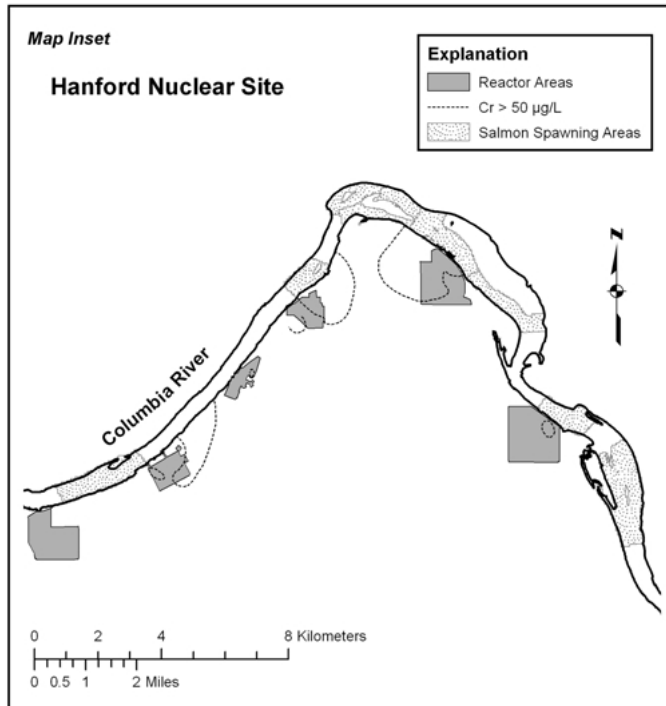 Map Inset
Hanford Nuclear Site
Explanation
Reactor Areas
Cr > 50 µg/L
Salmon Spawning Areas
N
Columbia River
0 2 4 8 Kilometers
0 0.5 1 2 Miles